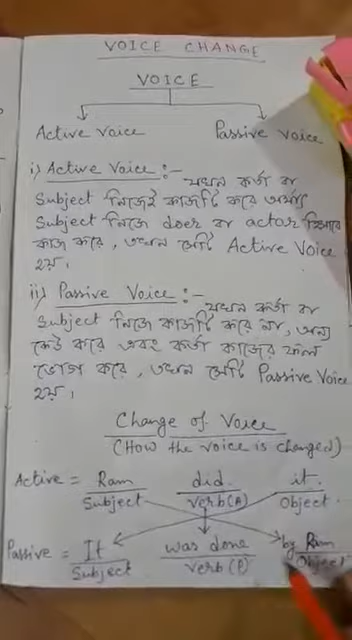 VOICE CHANGE
VOICE
Active voice Passive voice
i) Active Voice :- যখন কর্তা বা
Subject নিজেই কাজটি করে অর্থাৎ
Subject নিজে doer বা actor হিসাবে
কাজ করে, তখন সেটি Active Voice
হয়।
ii) Passive Voice :- যখন কর্তা বা
Subject নিজে কাজটি করে না, অন্য
কেউ করে এবং কর্তা কাজের ফল
ভোগ করে, তখন সেটি Passive Voice
হয়।
Change of Voice
(How the voice is changed)
Active = Ram did it.
Subject Verb(A) Object
Passive = It was done by Ram
Subject Verb(P) Object